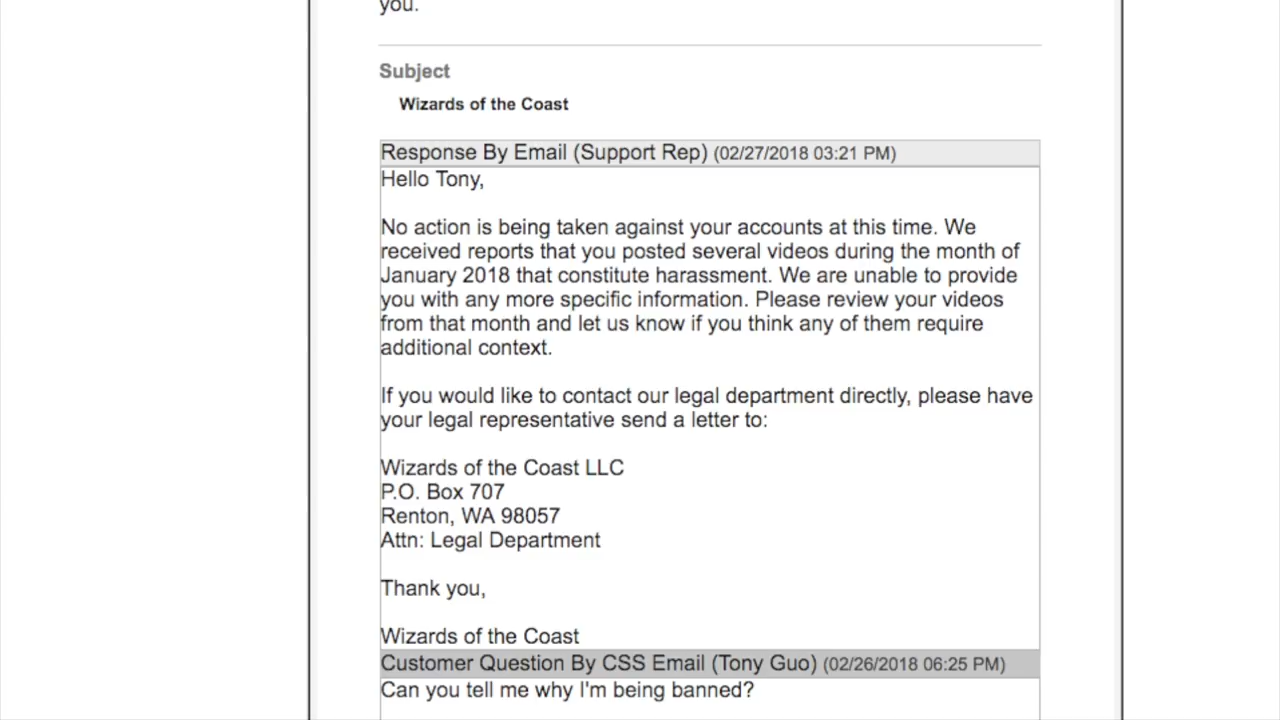 you.
Subject
Wizards of the Coast
Response By Email (Support Rep) (02/27/2018 03:21 PM)
Hello Tony,
No action is being taken against your accounts at this time. We
received reports that you posted several videos during the month of
January 2018 that constitute harassment. We are unable to provide
you with any more specific information. Please review your videos
from that month and let us know if you think any of them require
additional context.
If you would like to contact our legal department directly, please have
your legal representative send a letter to:
Wizards of the Coast LLC
P.O. Box 707
Renton, WA 98057
Attn: Legal Department
Thank you,
Wizards of the Coast
Customer Question By CSS Email (Tony Guo) (02/26/2018 06:25 PM)
Can you tell me why I'm being banned?